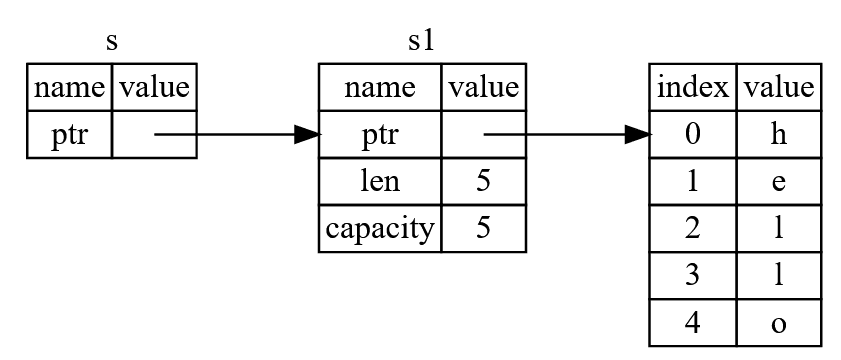 s
name value
ptr
s1
name value
ptr
len 5
capacity 5
index value
0 h
1 e
2 l
3 l
4 o